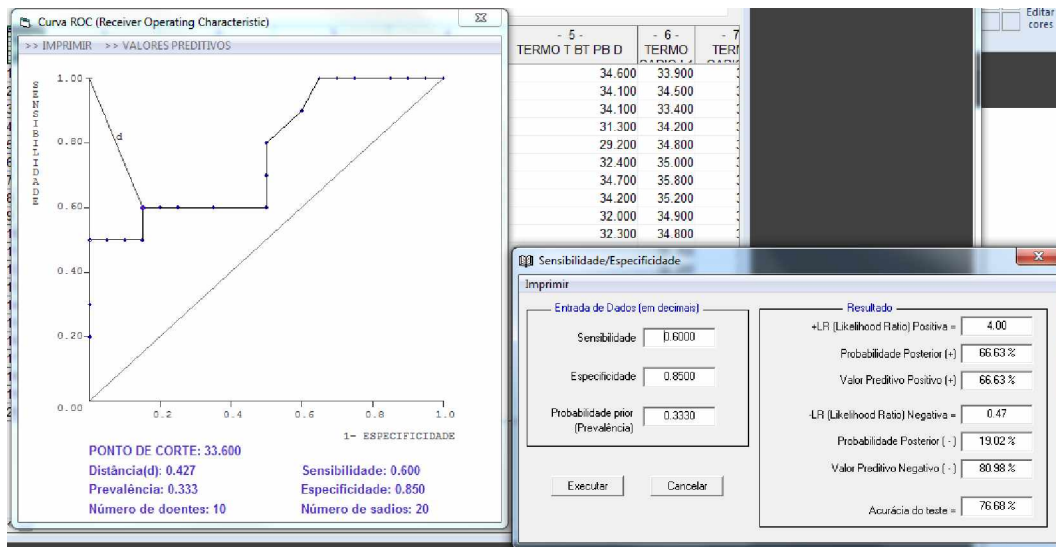 Curva ROC (Receiver Operating Characteristic)
>> IMPRIMIR >> VALORES PREDITIVOS
SENSIBILIDADE
1.00
0.80
0.60
0.40
0.20
0.00
d
0.2 0.4 0.6 0.8 1.0
1- ESPECIFICIDADE
PONTO DE CORTE: 33.600
Distância(d): 0.427 Sensibilidade: 0.600
Prevalência: 0.333 Especificidade: 0.850
Número de doentes: 10 Número de sadios: 20
- 5 - - 6 - - 7
TERMO T BT PB D TERMO
34.600 33.900
34.100 34.500
34.100 33.400
31.300 34.200
29.200 34.800
32.400 35.000
34.700 35.800
34.200 35.200
32.000 34.900
32.300 34.800
Editar
cores
Sensibilidade/Especificidade
Imprimir
Entrada de Dados (em decimais)
Sensibilidade 0.6000
Especificidade 0.8500
Probabilidade prior 0.3330
(Prevalência)
Executar Cancelar
Resultado
+LR (Likelihood Ratio) Positiva = 4.00
Probabilidade Posterior (+) 66.63 %
Valor Preditivo Positivo (+) 66.63 %
-LR (Likelihood Ratio) Negativa = 0.47
Probabilidade Posterior ( - ) 19.02 %
Valor Preditivo Negativo ( - ) 80.98 %
Acurácia do teste = 76.68 %